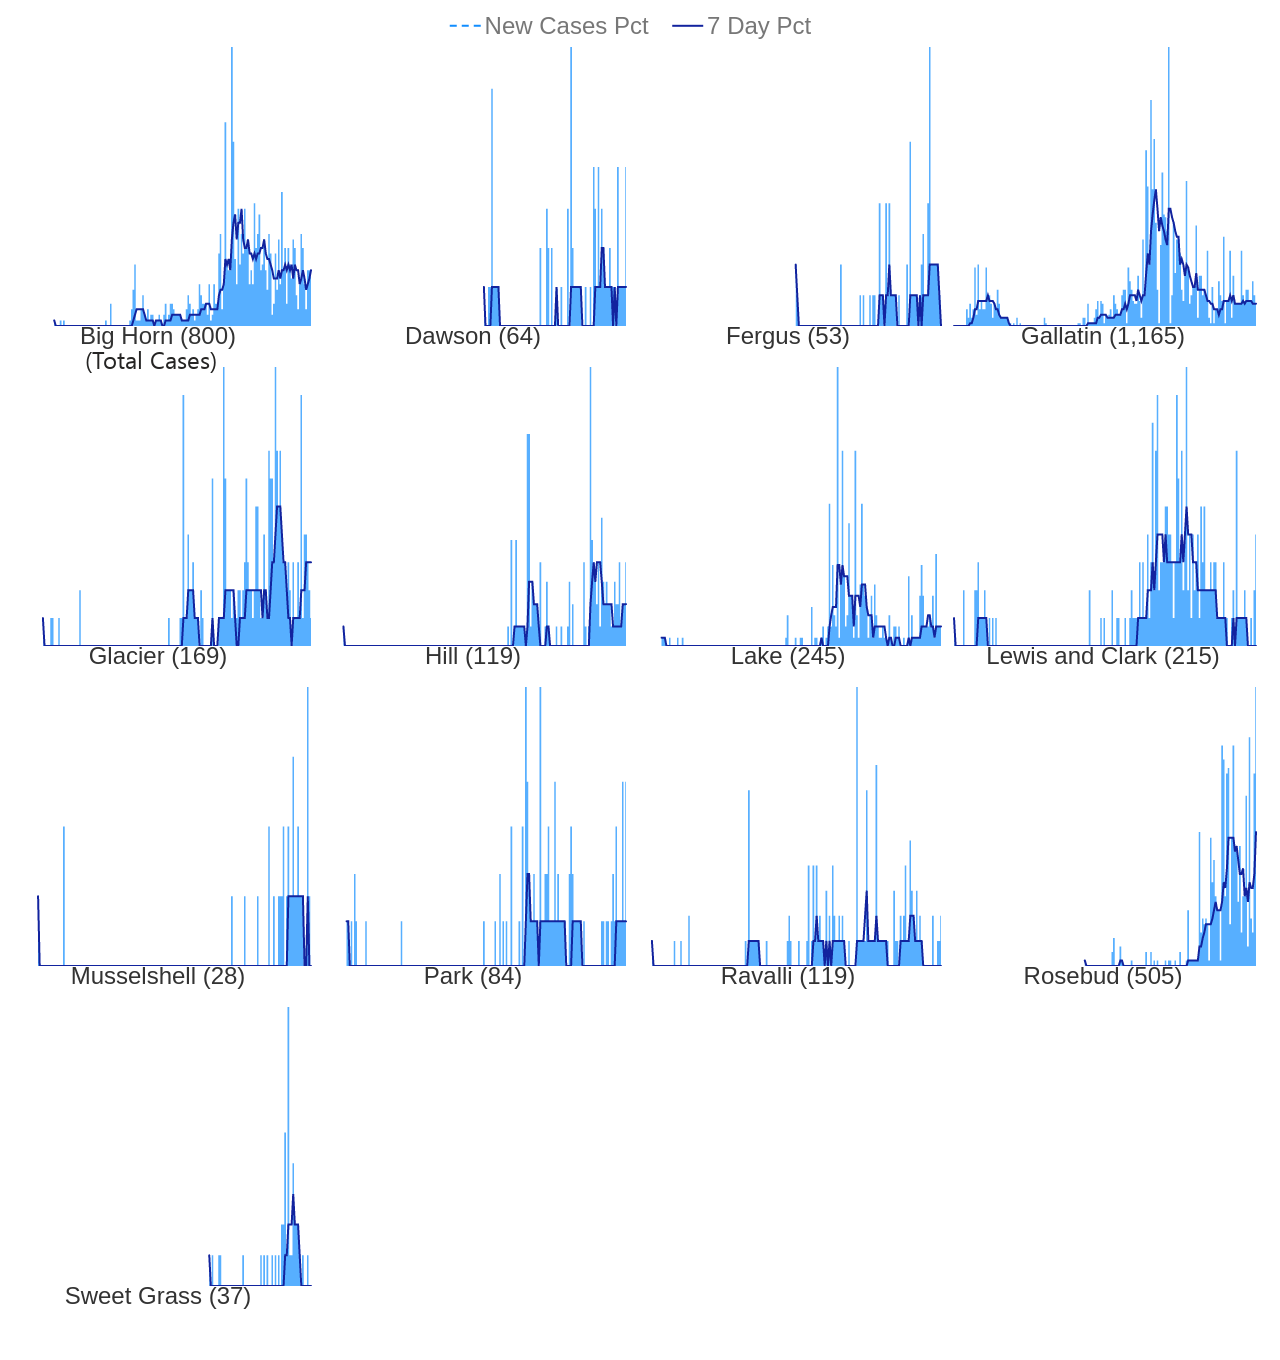 New Cases Pct 7 Day Pct
Big Horn (800) Dawson (64) Fergus (53) Gallatin (1,165)
(Total Cases)
Glacier (169) Hill (119) Lake (245) Lewis and Clark (215)
Musselshell (28) Park (84) Ravalli (119) Rosebud (505)
Sweet Grass (37)